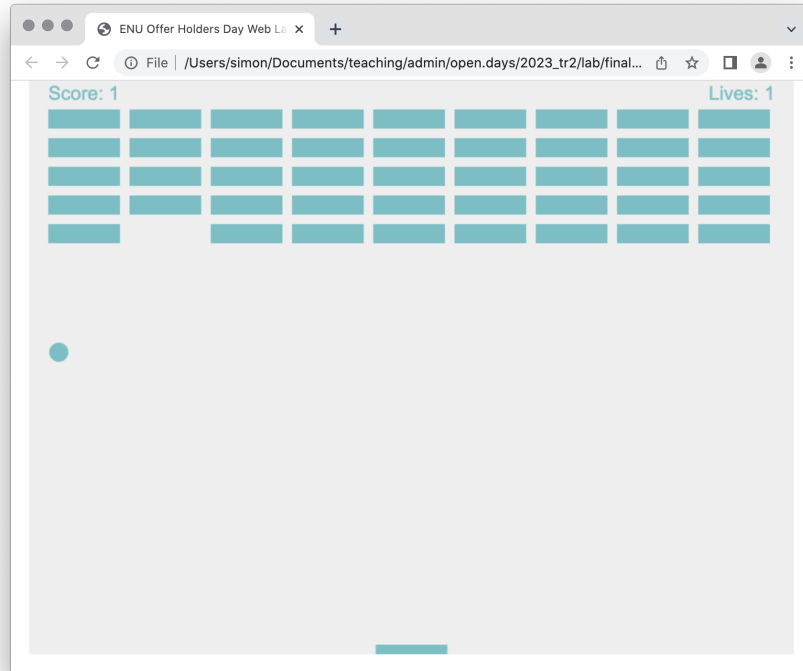 ENU Offer Holders Day Web La
File /Users/simon/Documents/teaching/admin/open.days/2023_tr2/lab/final...
Score: 1 Lives: 1